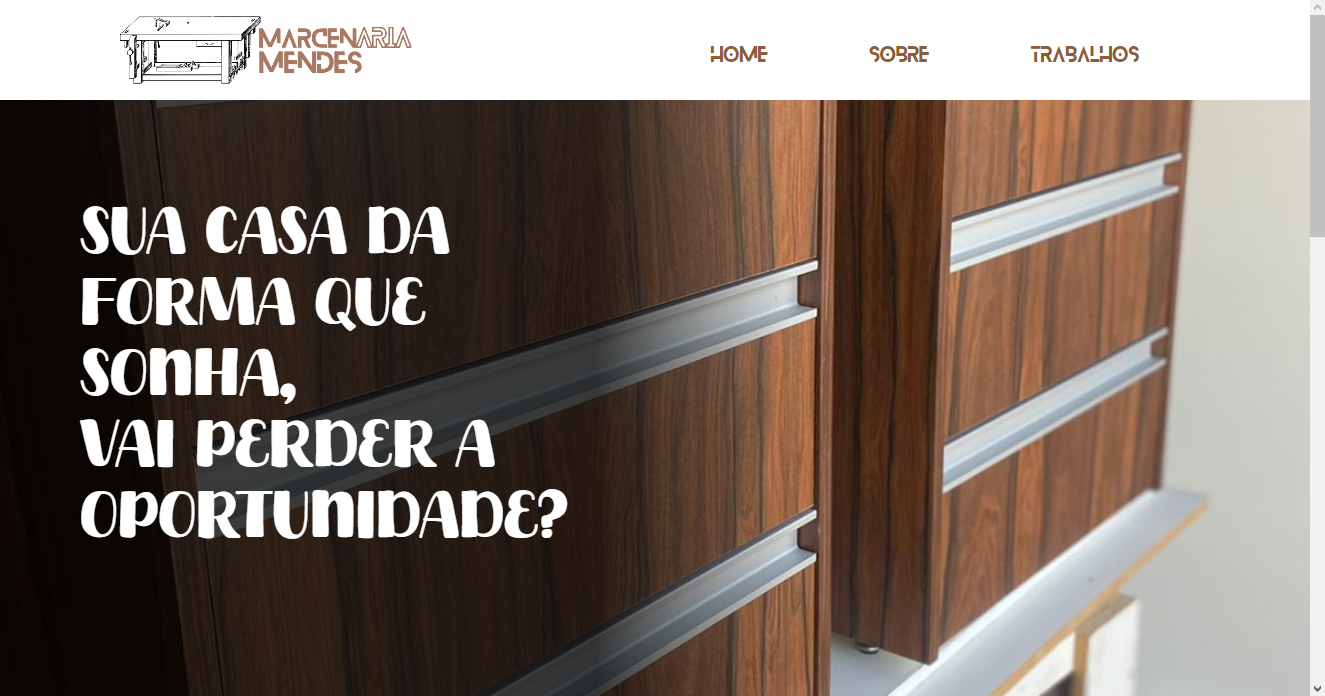 MARCENARIA
MENDES
HOME
SOBRE
TRABALHOS
SUA CASA DA
FORMA QUE
SONHA,
VAI PERDER A
OPORTUNIDADE?